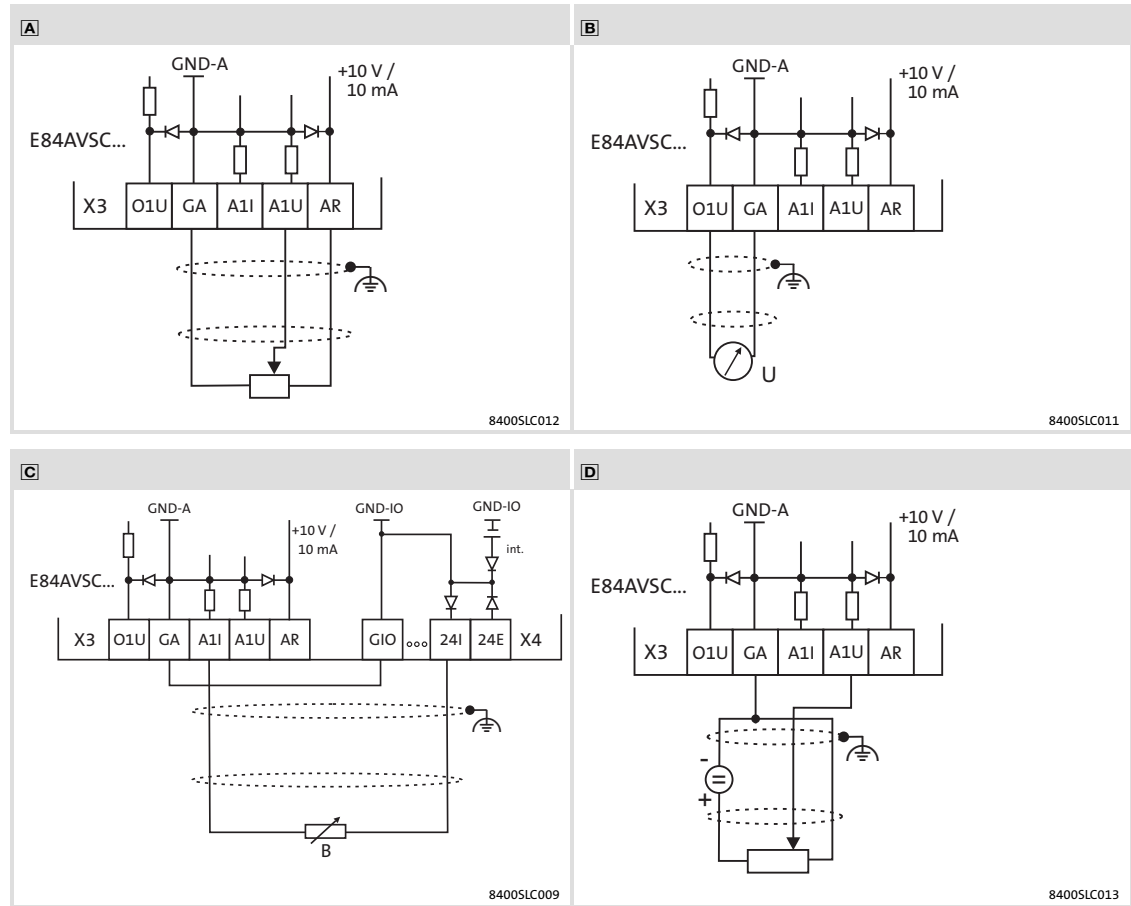 A
GND-A
+10 V /
10 mA
E84AVSC...
X3 O1U GA A1I A1U AR
8400SLC012
B
GND-A
+10 V /
10 mA
E84AVSC...
X3 O1U GA A1I A1U AR
U
8400SLC011
C
GND-A GND-IO GND-IO
+10 V /
10 mA
int.
E84AVSC...
X3 O1U GA A1I A1U AR GIO 24I 24E X4
B
8400SLC009
D
GND-A
+10 V /
10 mA
E84AVSC...
X3 O1U GA A1I A1U AR
-
+
8400SLC013